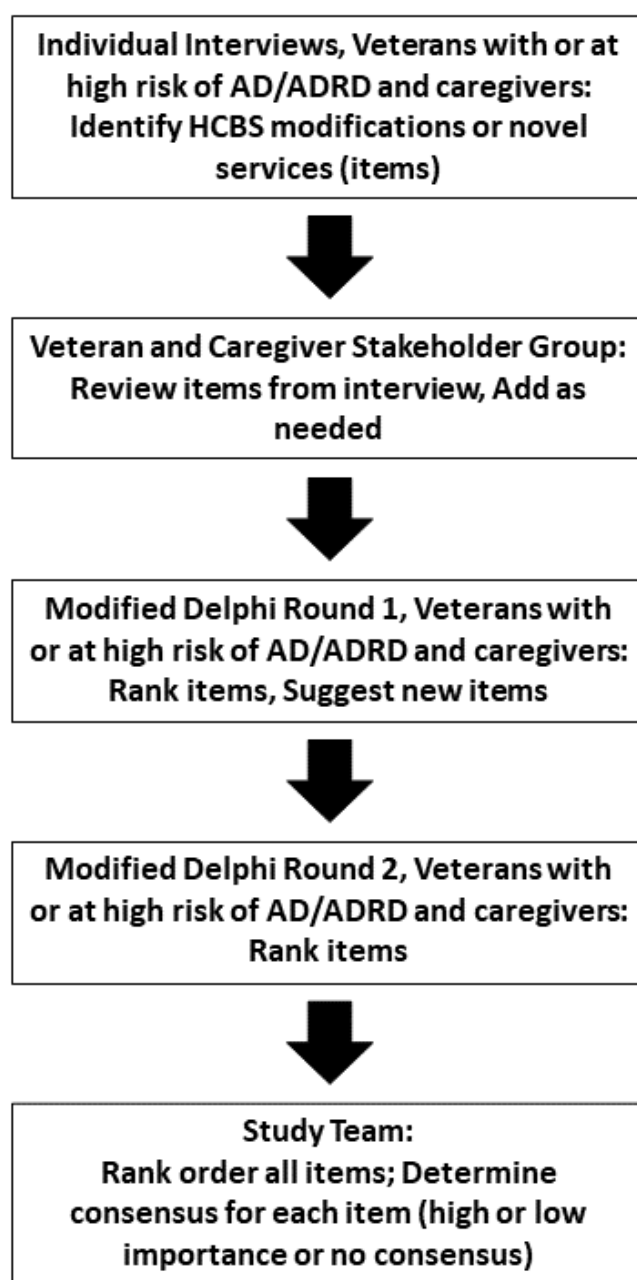 Individual Interviews, Veterans with or at
high risk of AD/ADRD and caregivers:
Identify HCBS modifications or novel
services (items)
Veteran and Caregiver Stakeholder Group:
Review items from interview, Add as
needed
Modified Delphi Round 1, Veterans with
or at high risk of AD/ADRD and caregivers:
Rank items, Suggest new items
Modified Delphi Round 2, Veterans with
or at high risk of AD/ADRD and caregivers:
Rank items
Study Team:
Rank order all items; Determine
consensus for each item (high or low
importance or no consensus)